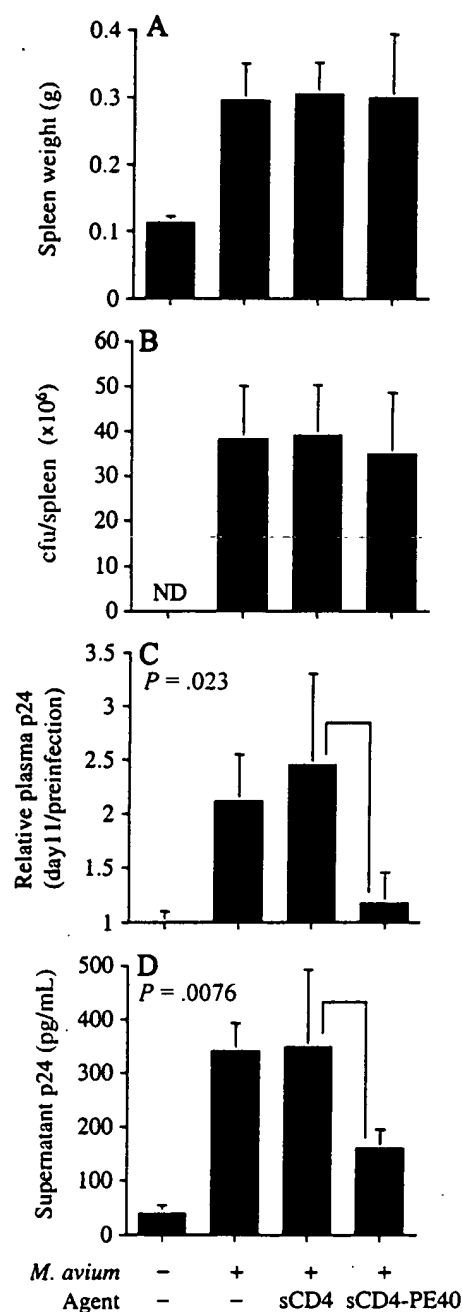 A
Spleen weight (g)
0.4
0.3
0.2
0.1
0
B
cfu/spleen (x10⁶)
60
50
40
30
20
10
0
ND
C
P = .023
Relative plasma p24
(day11/preinfection)
3.5
3
2.5
2
1.5
1
D
P = .0076
Supernatant p24 (pg/mL)
500
400
300
200
100
0
M. avium − + + +
Agent − − sCD4 sCD4-PE40